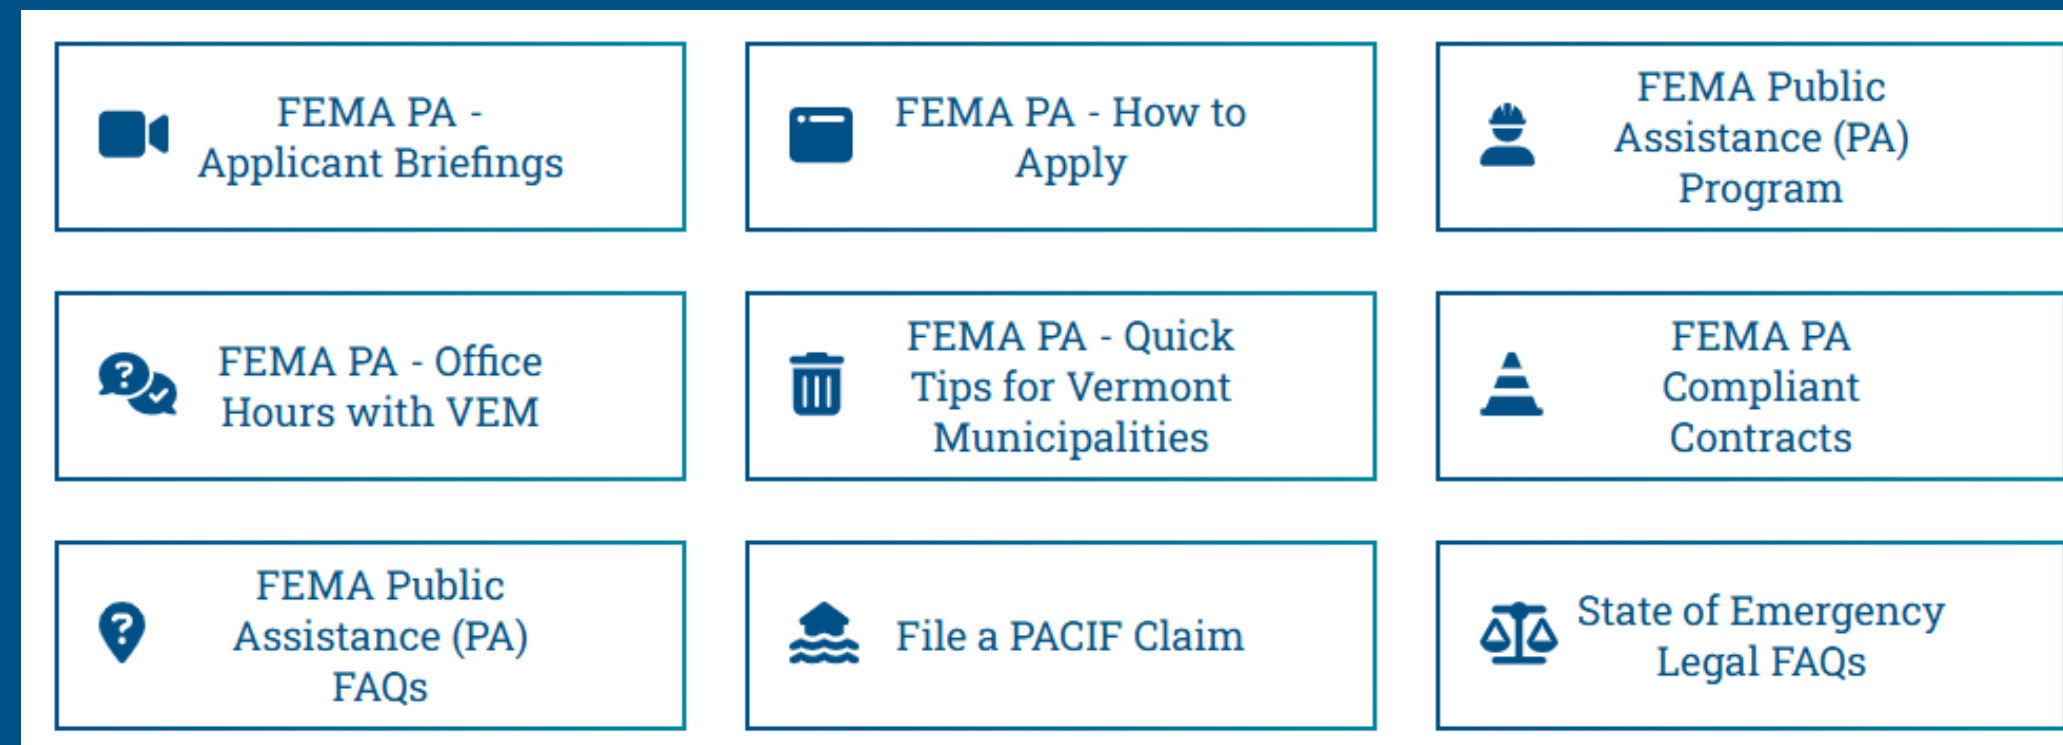 FEMA PA -
Applicant Briefings
FEMA PA - How to
Apply
FEMA Public
Assistance (PA)
Program
FEMA PA - Office
Hours with VEM
FEMA PA - Quick
Tips for Vermont
Municipalities
FEMA PA
Compliant
Contracts
FEMA Public
Assistance (PA)
FAQs
File a PACIF Claim
State of Emergency
Legal FAQs